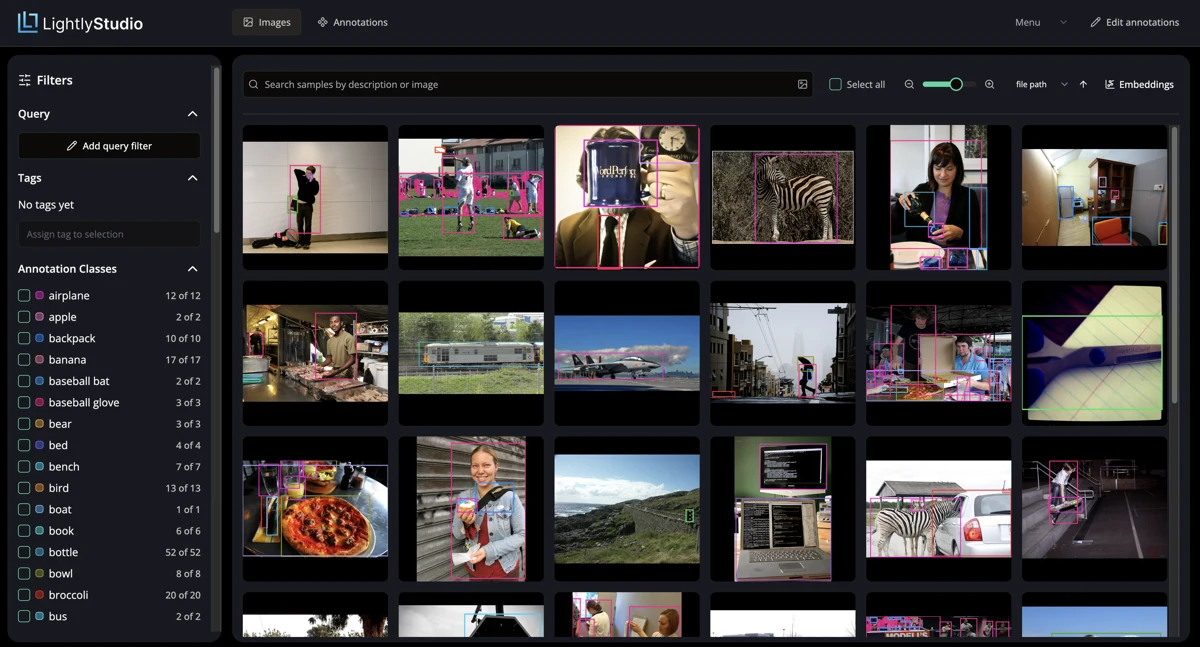 LightlyStudio
Images
Annotations
Menu
Edit annotations
Filters
Query
Add query filter
Tags
No tags yet
Assign tag to selection
Annotation Classes
airplane 12 of 12
apple 2 of 2
backpack 10 of 10
banana 17 of 17
baseball bat 2 of 2
baseball glove 3 of 3
bear 3 of 3
bed 4 of 4
bench 7 of 7
bird 13 of 13
boat 1 of 1
book 6 of 6
bottle 52 of 52
bowl 8 of 8
broccoli 20 of 20
bus 2 of 2
Search samples by description or image
Select all
file path
Embeddings
WordPerfect
MODELL'S